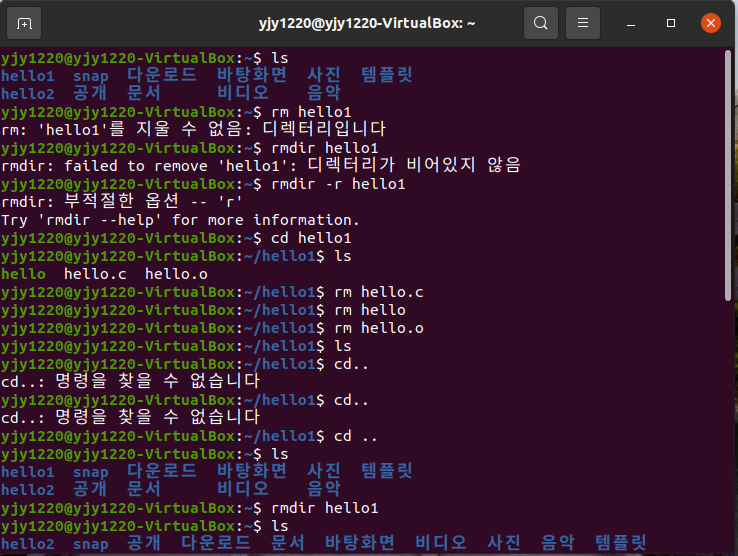 yjy1220@yjy1220-VirtualBox: ~
yjy1220@yjy1220-VirtualBox:~$ ls
hello1  snap  다운로드  바탕화면  사진  템플릿
hello2  공개  문서      비디오    음악
yjy1220@yjy1220-VirtualBox:~$ rm hello1
rm: 'hello1'를 지울 수 없음: 디렉터리입니다
yjy1220@yjy1220-VirtualBox:~$ rmdir hello1
rmdir: failed to remove 'hello1': 디렉터리가 비어있지 않음
yjy1220@yjy1220-VirtualBox:~$ rmdir -r hello1
rmdir: 부적절한 옵션 -- 'r'
Try 'rmdir --help' for more information.
yjy1220@yjy1220-VirtualBox:~$ cd hello1
yjy1220@yjy1220-VirtualBox:~/hello1$ ls
hello  hello.c  hello.o
yjy1220@yjy1220-VirtualBox:~/hello1$ rm hello.c
yjy1220@yjy1220-VirtualBox:~/hello1$ rm hello
yjy1220@yjy1220-VirtualBox:~/hello1$ rm hello.o
yjy1220@yjy1220-VirtualBox:~/hello1$ ls
yjy1220@yjy1220-VirtualBox:~/hello1$ cd..
cd..: 명령을 찾을 수 없습니다
yjy1220@yjy1220-VirtualBox:~/hello1$ cd..
cd..: 명령을 찾을 수 없습니다
yjy1220@yjy1220-VirtualBox:~/hello1$ cd ..
yjy1220@yjy1220-VirtualBox:~$ ls
hello1  snap  다운로드  바탕화면  사진  템플릿
hello2  공개  문서      비디오    음악
yjy1220@yjy1220-VirtualBox:~$ rmdir hello1
yjy1220@yjy1220-VirtualBox:~$ ls
hello2  snap  공개  다운로드  문서  바탕화면  비디오  사진  음악  템플릿